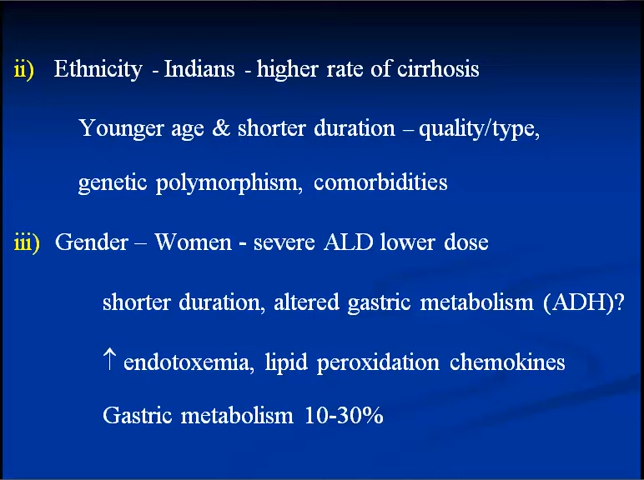 ii) Ethnicity - Indians - higher rate of cirrhosis
Younger age & shorter duration – quality/type,
genetic polymorphism, comorbidities
iii) Gender – Women - severe ALD lower dose
shorter duration, altered gastric metabolism (ADH)?
↑ endotoxemia, lipid peroxidation chemokines
Gastric metabolism 10-30%